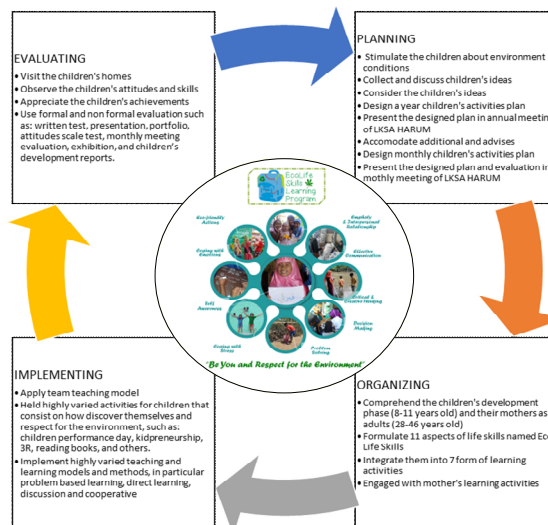 EVALUATING
• Visit the children's homes
• Observe the children's attitudes and skills
• Appreciate the children's achievements
• Use formal and non formal evaluation such
as: written test, presentation, portfolio,
attitudes scale test, monthly meeting
evaluation, exhibition, and children's
development reports.
PLANNING
• Stimulate the children about environment
conditions
• Collect and discuss children's ideas
• Consider the children's ideas
• Design a year children's activities plan
• Present the designed plan in annual meeting
of LKSA HARUM
• Accomodate additional and advises
• Design monthly children's activities plan
• Present the designed plan and evaluation in
mothly meeting of LKSA HARUM
EcoLife
Skills
Learning
Program
Eco-friendly
Actions
Empathy
& Interpersonal
Relationship
Coping with
Emotions
Effective
Communication
Self
Awareness
Critical &
Creative Thinking
Decision
Making
Coping with
Stress
Problem
Solving
"Be You and Respect for the Environment"
IMPLEMENTING
• Apply team teaching model
• Held highly varied activities for children that
consist on how discover themselves and
respect for the environment, such as:
children performance day, kidpreneurship,
3R, reading books, and others.
• Implement highly varied teaching and
learning models and methods, in particular
problem based learning, direct learning,
discussion and cooperative
ORGANIZING
• Comprehend the children's development
phase (8-11 years old) and their mothers as
adults (28-46 years old)
• Formulate 11 aspects of life skills named Eco
Life Skills
• Integrate them into 7 form of learning
activities
• Engaged with mother's learning activities